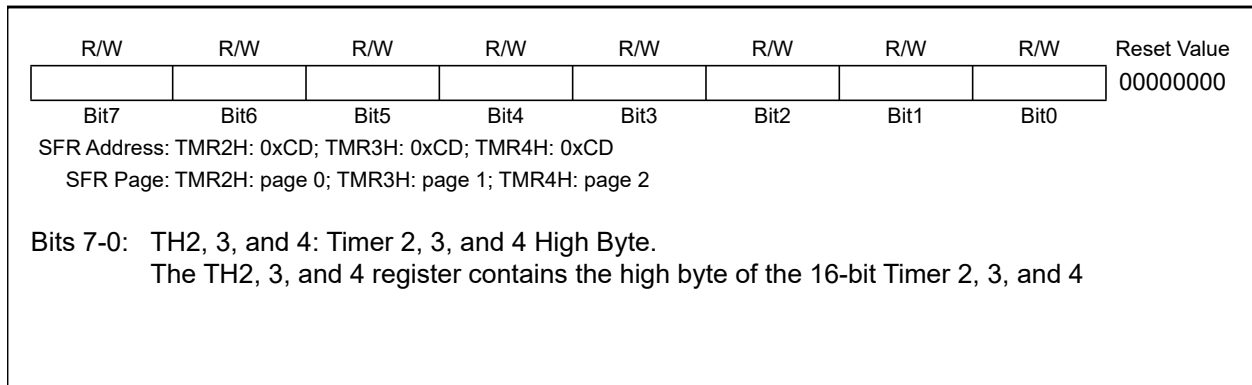 R/W R/W R/W R/W R/W R/W R/W R/W Reset Value
00000000
Bit7 Bit6 Bit5 Bit4 Bit3 Bit2 Bit1 Bit0
SFR Address: TMR2H: 0xCD; TMR3H: 0xCD; TMR4H: 0xCD
SFR Page: TMR2H: page 0; TMR3H: page 1; TMR4H: page 2
Bits 7-0: TH2, 3, and 4: Timer 2, 3, and 4 High Byte.
The TH2, 3, and 4 register contains the high byte of the 16-bit Timer 2, 3, and 4